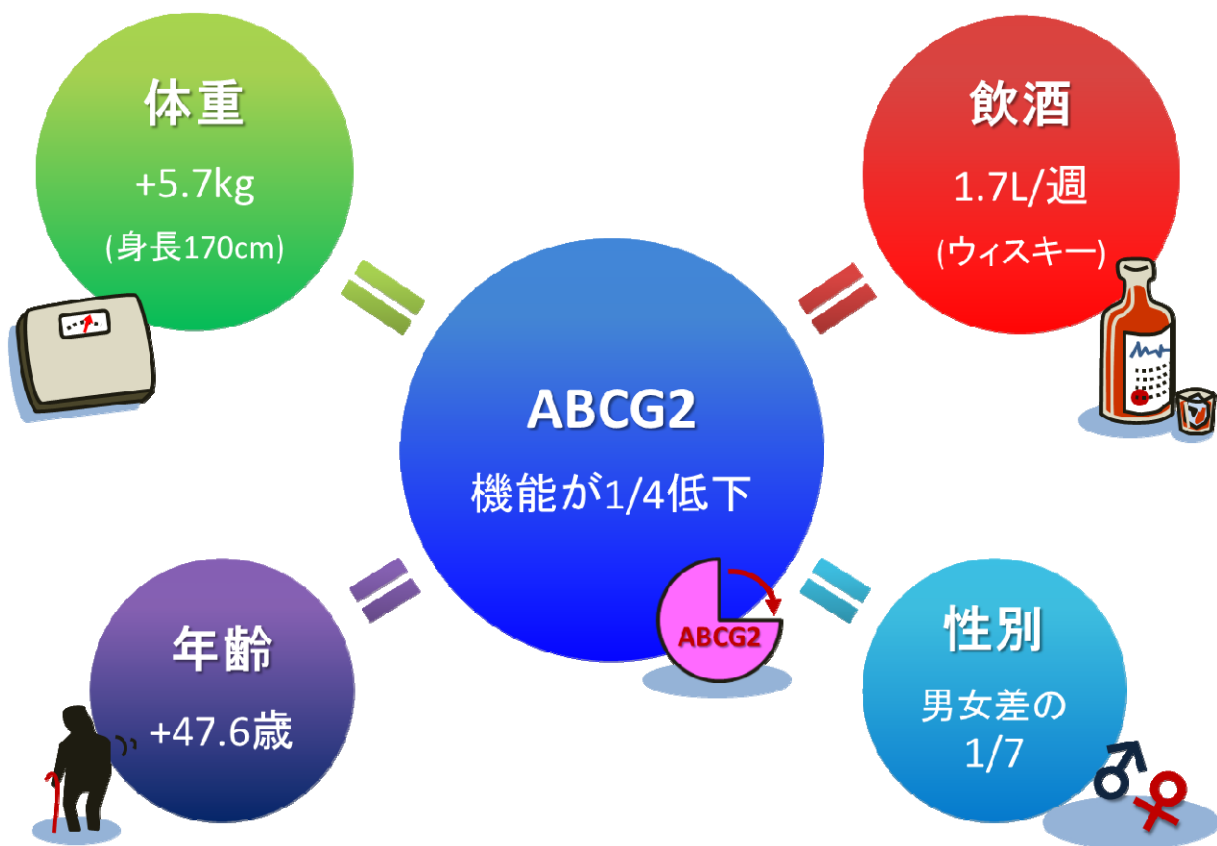 体重
+5.7kg
(身長170cm)
飲酒
1.7L/週
(ウィスキー)
ABCG2
機能が1/4低下
ABCG2
年齢
+47.6歳
性別
男女差の
1/7